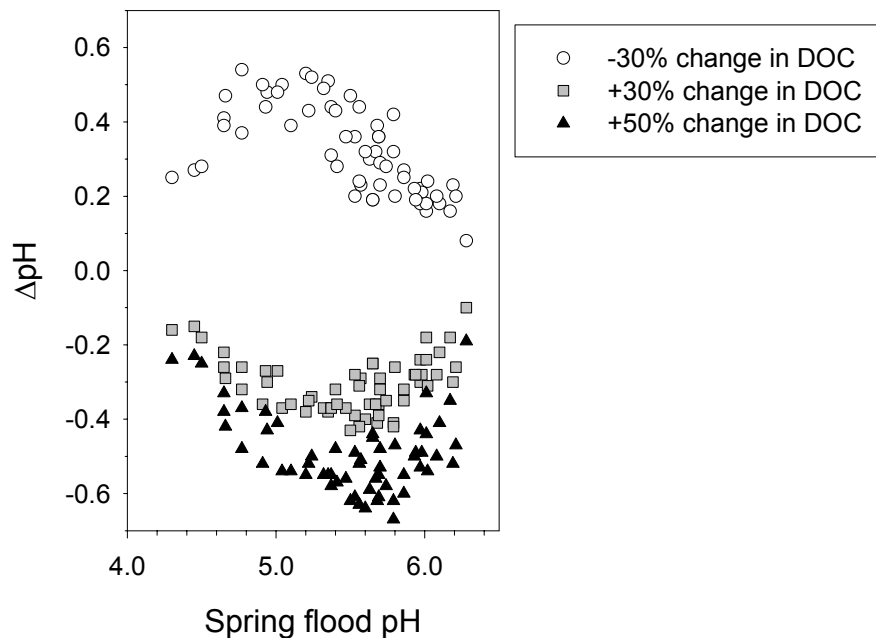 0.6
0.4
0.2
0.0
-0.2
-0.4
-0.6
ΔpH
4.0 5.0 6.0
Spring flood pH
-30% change in DOC
+30% change in DOC
+50% change in DOC